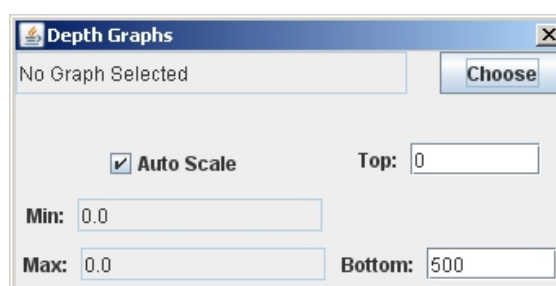 Depth Graphs
No Graph Selected Choose
Auto Scale Top: 0
Min: 0.0
Max: 0.0 Bottom: 500